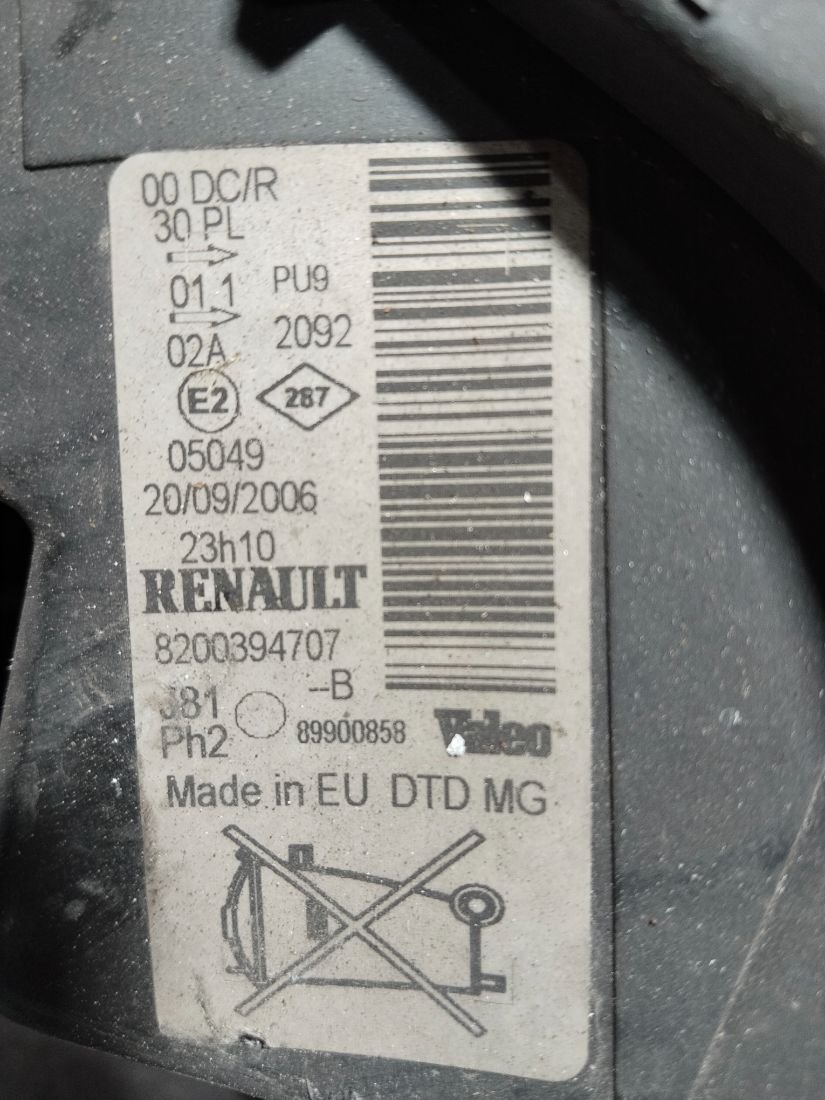 00 DC/R
30 PL
01 1 PU9
02A 2092
E2 287
05049
20/09/2006
23h10
RENAULT
8200394707
--B
J81
Ph2 89900858 Valeo
Made in EU DTD MG